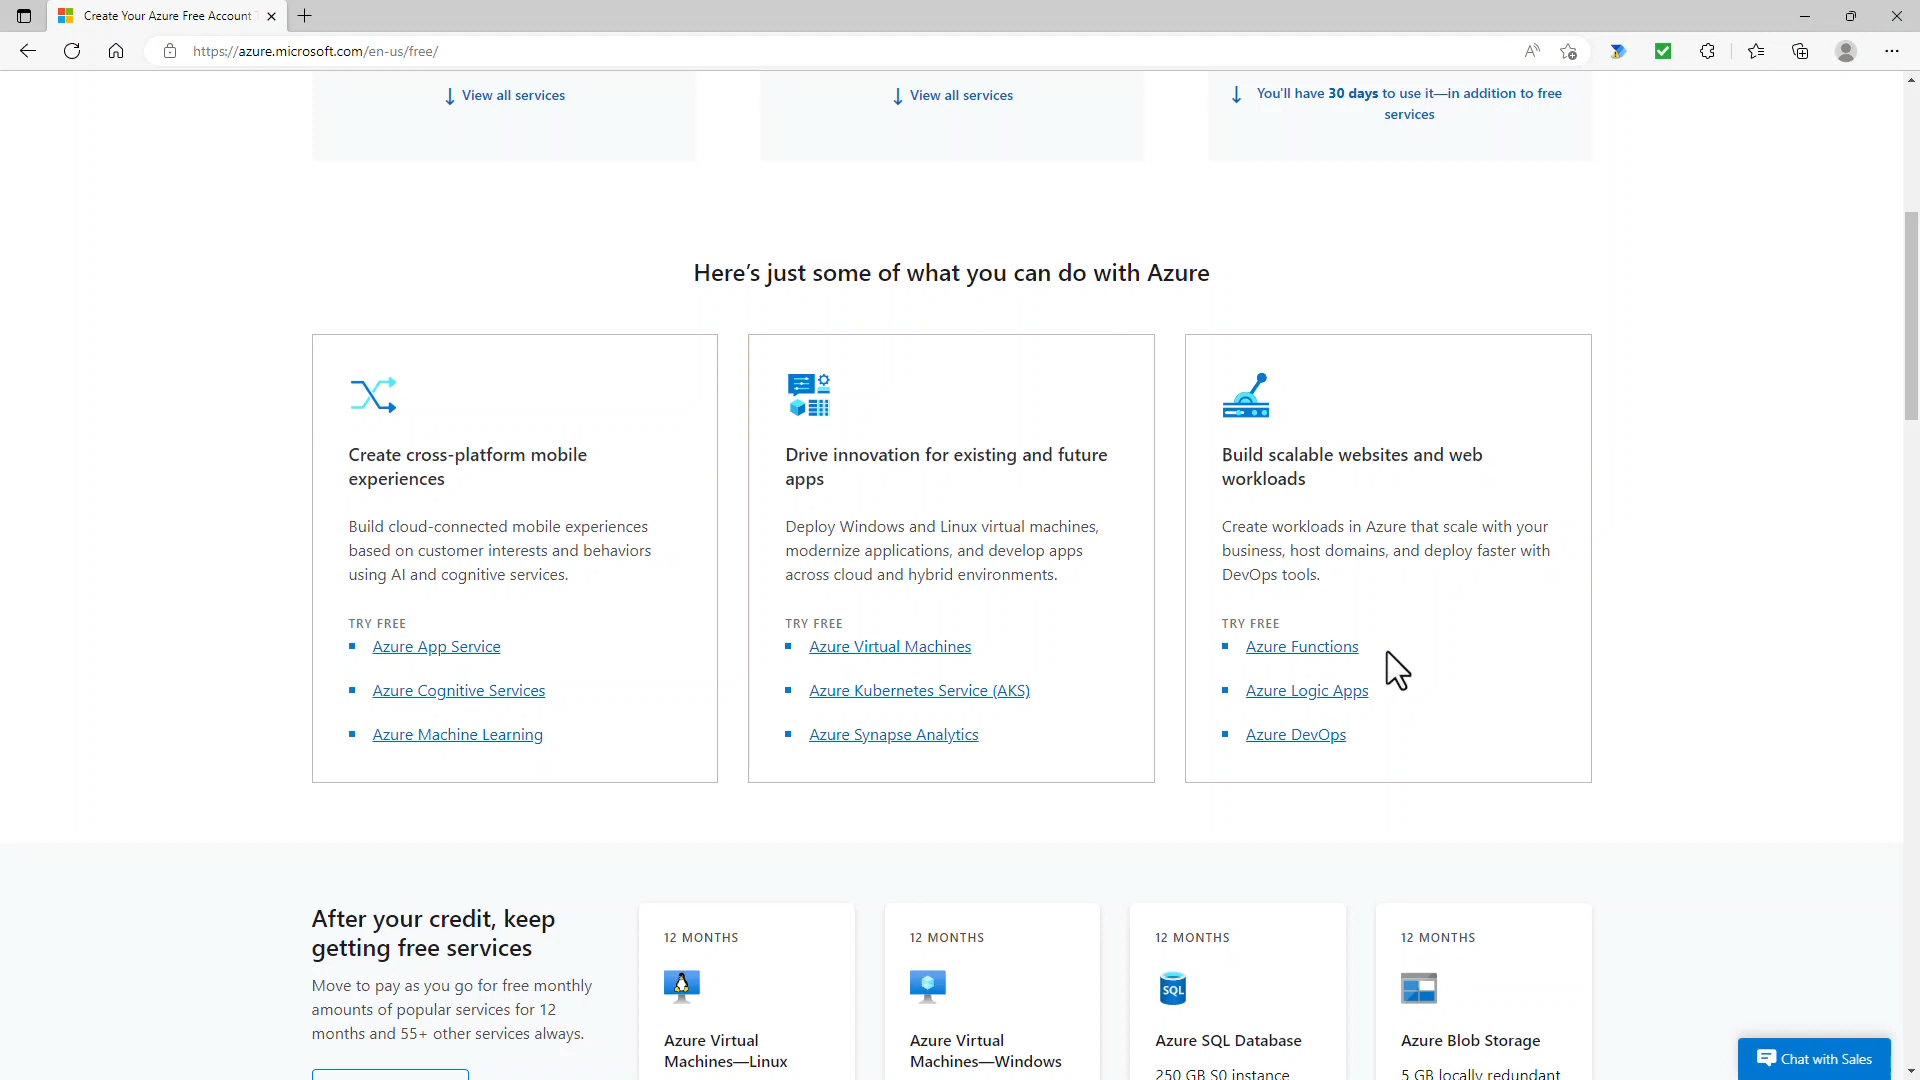 Create Your Azure Free Account
https://azure.microsoft.com/en-us/free/
View all services
View all services
You'll have 30 days to use it—in addition to free
services
Here's just some of what you can do with Azure
Create cross-platform mobile
experiences
Build cloud-connected mobile experiences
based on customer interests and behaviors
using AI and cognitive services.
TRY FREE
Azure App Service
Azure Cognitive Services
Azure Machine Learning
Drive innovation for existing and future
apps
Deploy Windows and Linux virtual machines,
modernize applications, and develop apps
across cloud and hybrid environments.
TRY FREE
Azure Virtual Machines
Azure Kubernetes Service (AKS)
Azure Synapse Analytics
Build scalable websites and web
workloads
Create workloads in Azure that scale with your
business, host domains, and deploy faster with
DevOps tools.
TRY FREE
Azure Functions
Azure Logic Apps
Azure DevOps
After your credit, keep
getting free services
Move to pay as you go for free monthly
amounts of popular services for 12
months and 55+ other services always.
12 MONTHS
Azure Virtual
Machines—Linux
12 MONTHS
Azure Virtual
Machines—Windows
12 MONTHS
SQL
Azure SQL Database
250 GB S0 instance
12 MONTHS
Azure Blob Storage
5 GB locally redundant
Chat with Sales